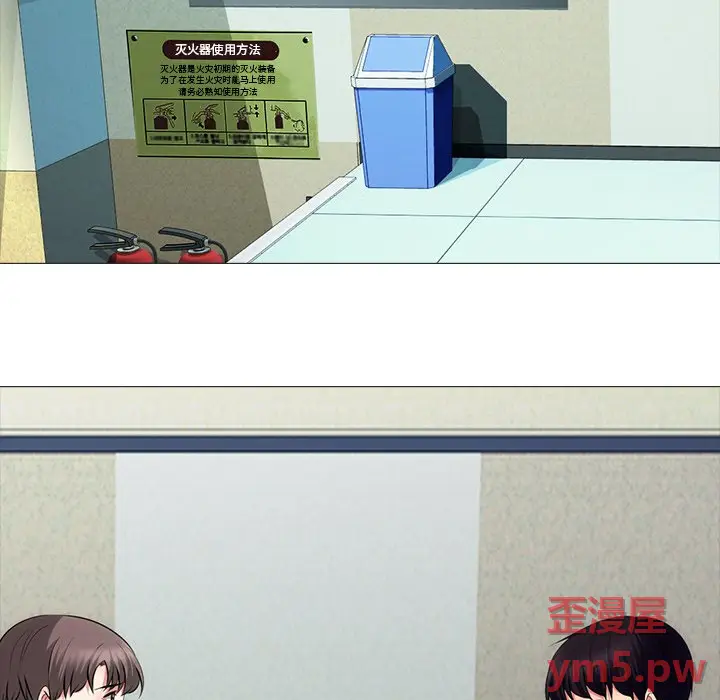 灭火器使用方法
灭火器是火灾初期的灭火装备
为了在发生火灾时能马上使用
请务必熟知使用方法
歪漫屋
ym5.pw